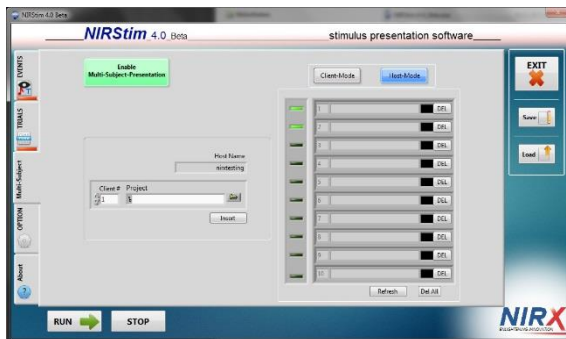 NIRStim 4.0 Beta
NIRStim 4.0 Beta
stimulus presentation software
EVENTS
TRIALS
Multi-Subject
OPTION
About
Enable
Multi-Subject-Presentation
Client-Mode
Host-Mode
Host Name
nirxtesting
Client #
Project
1
Insert
1 DEL
2 DEL
3 DEL
4 DEL
5 DEL
6 DEL
7 DEL
8 DEL
9 DEL
10 DEL
Refresh
Del All
EXIT
Save
Load
RUN
STOP
NIRX